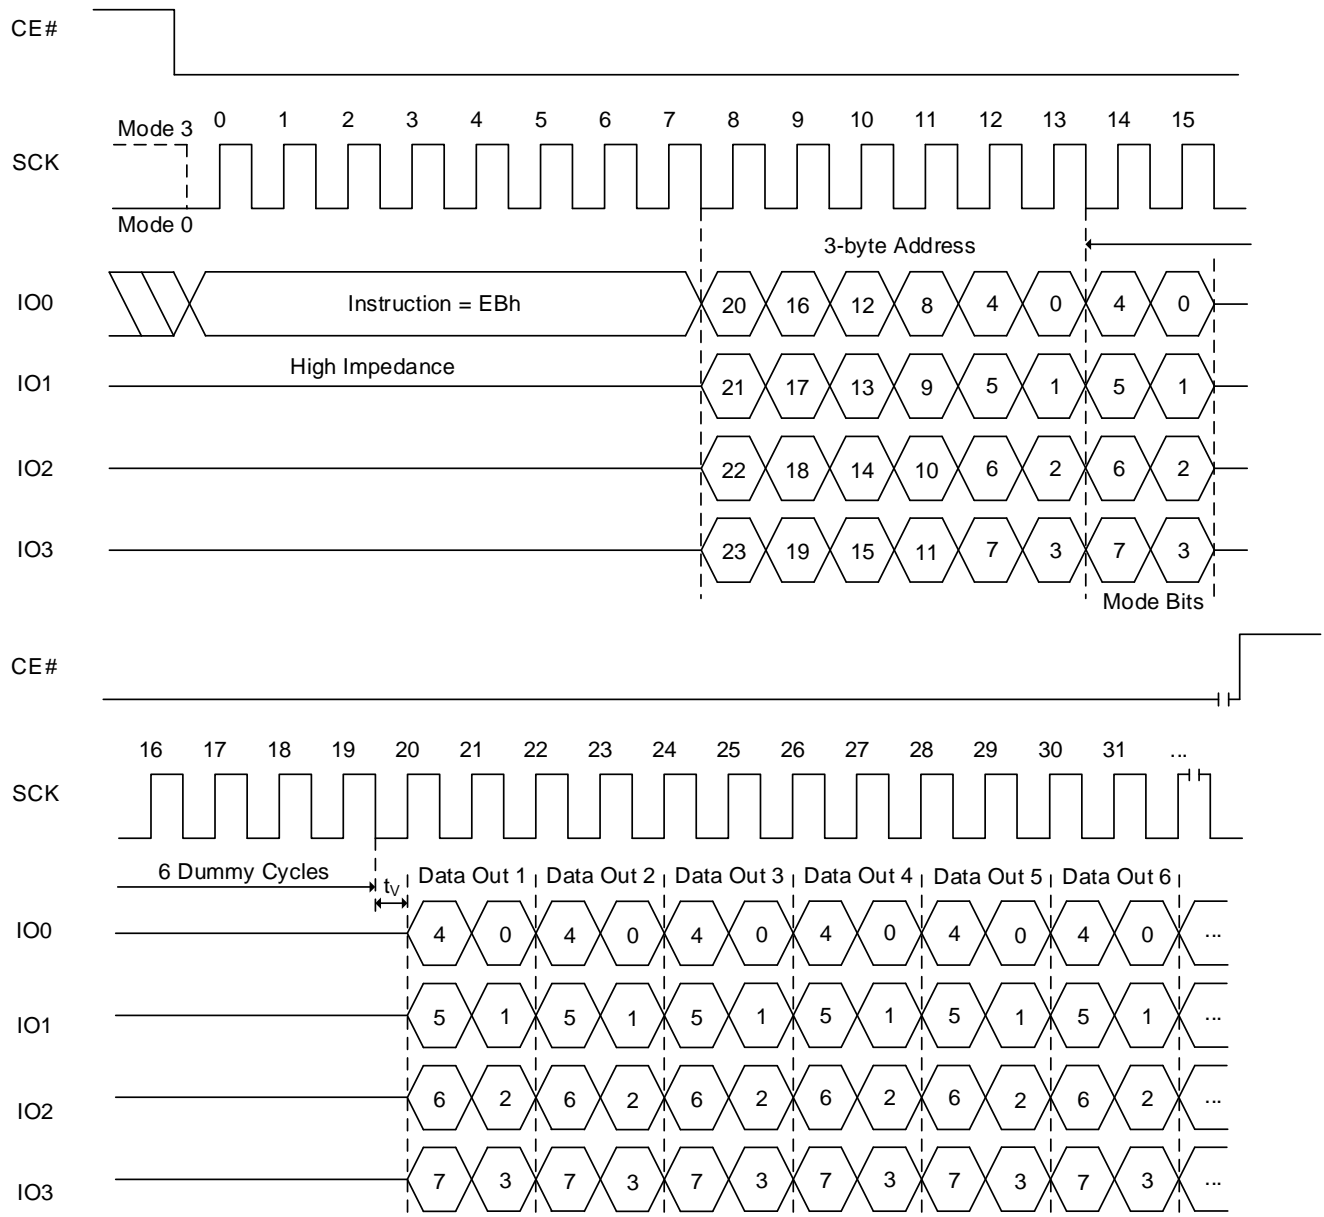 CE#
Mode 3 0 1 2 3 4 5 6 7 8 9 10 11 12 13 14 15
SCK
Mode 0
3-byte Address
IO0 Instruction = EBh 20 16 12 8 4 0 4 0
High Impedance
IO1 21 17 13 9 5 1 5 1
IO2 22 18 14 10 6 2 6 2
IO3 23 19 15 11 7 3 7 3
Mode Bits
CE#
16 17 18 19 20 21 22 23 24 25 26 27 28 29 30 31 ...
SCK
6 Dummy Cycles tV Data Out 1 Data Out 2 Data Out 3 Data Out 4 Data Out 5 Data Out 6
IO0 4 0 4 0 4 0 4 0 4 0 4 0 ...
IO1 5 1 5 1 5 1 5 1 5 1 5 1 ...
IO2 6 2 6 2 6 2 6 2 6 2 6 2 ...
IO3 7 3 7 3 7 3 7 3 7 3 7 3 ...